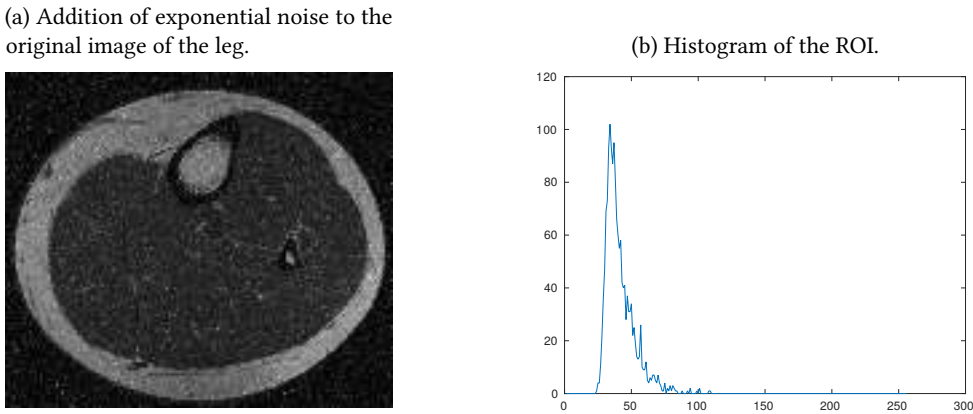 (a) Addition of exponential noise to the
original image of the leg.
(b) Histogram of the ROI.
120
100
80
60
40
20
0
0 50 100 150 200 250 300